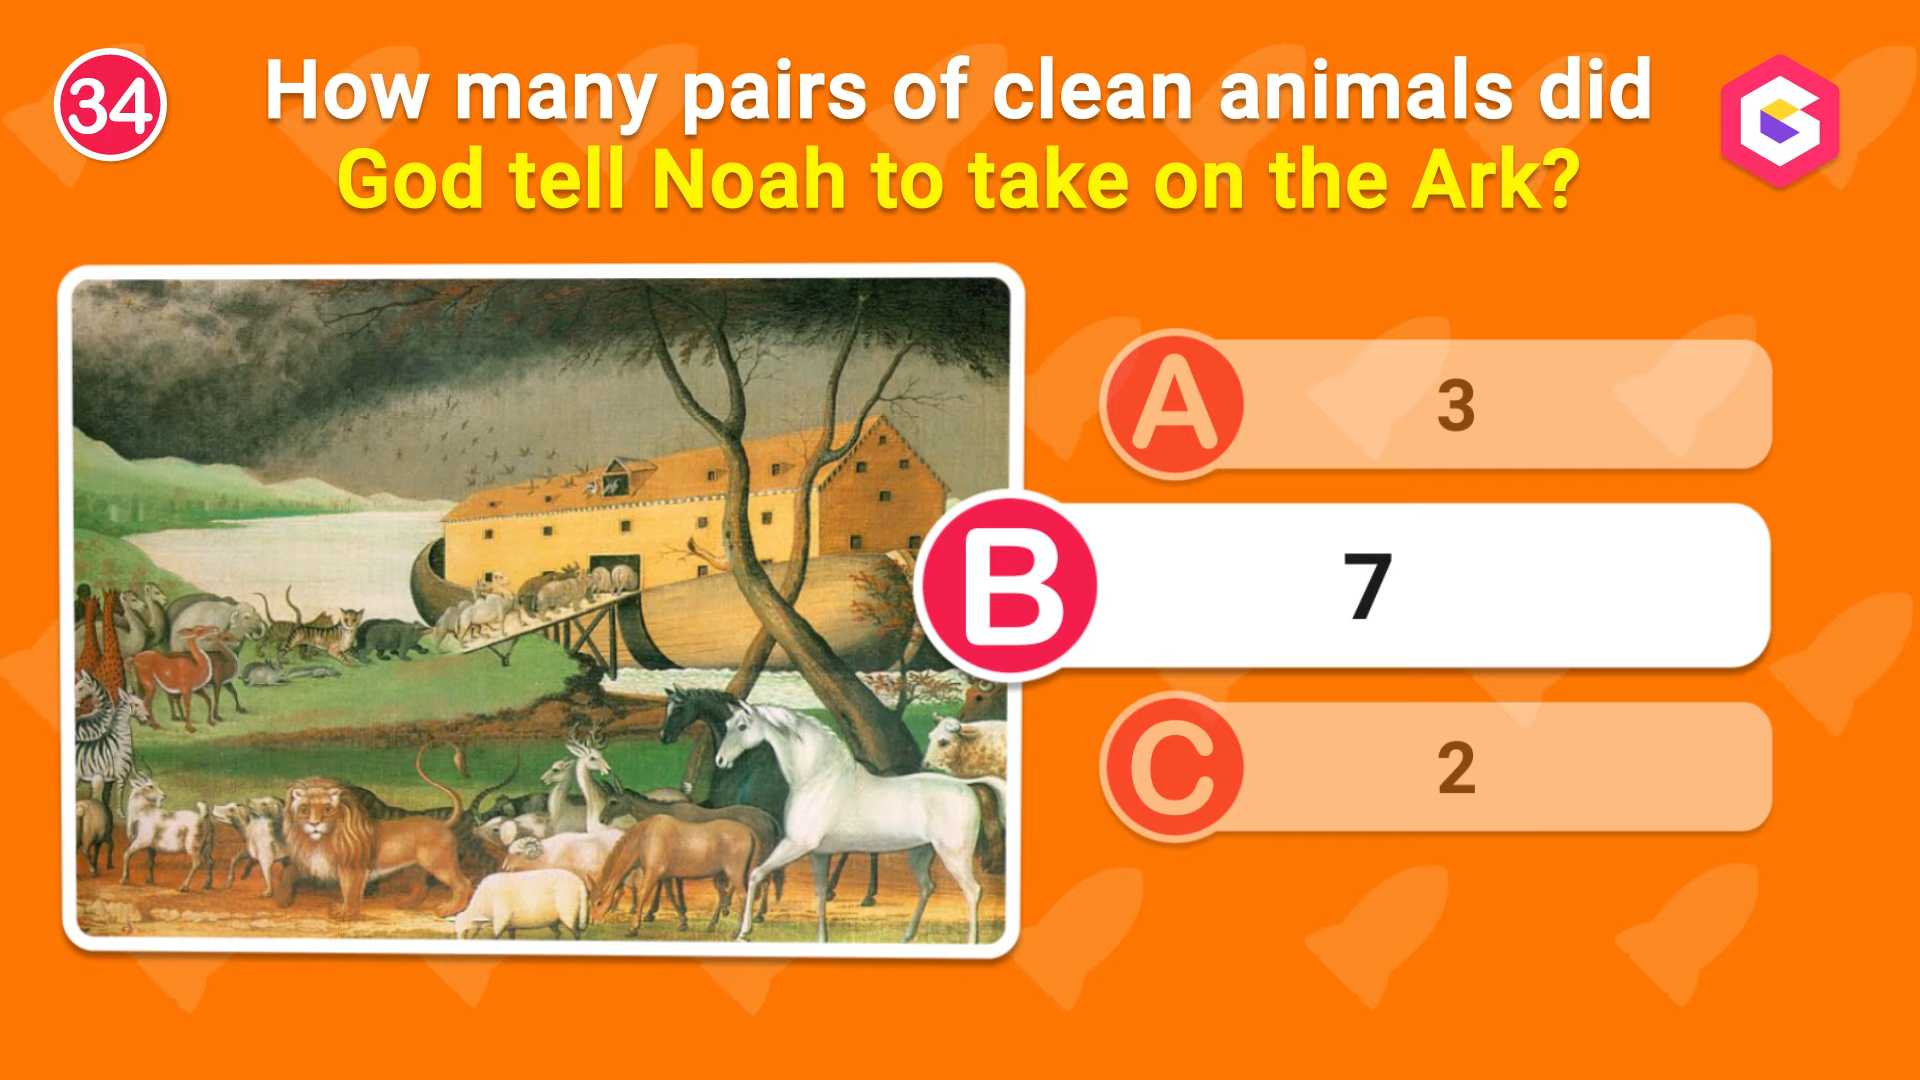 34
How many pairs of clean animals did
God tell Noah to take on the Ark?
A 3
B 7
C 2